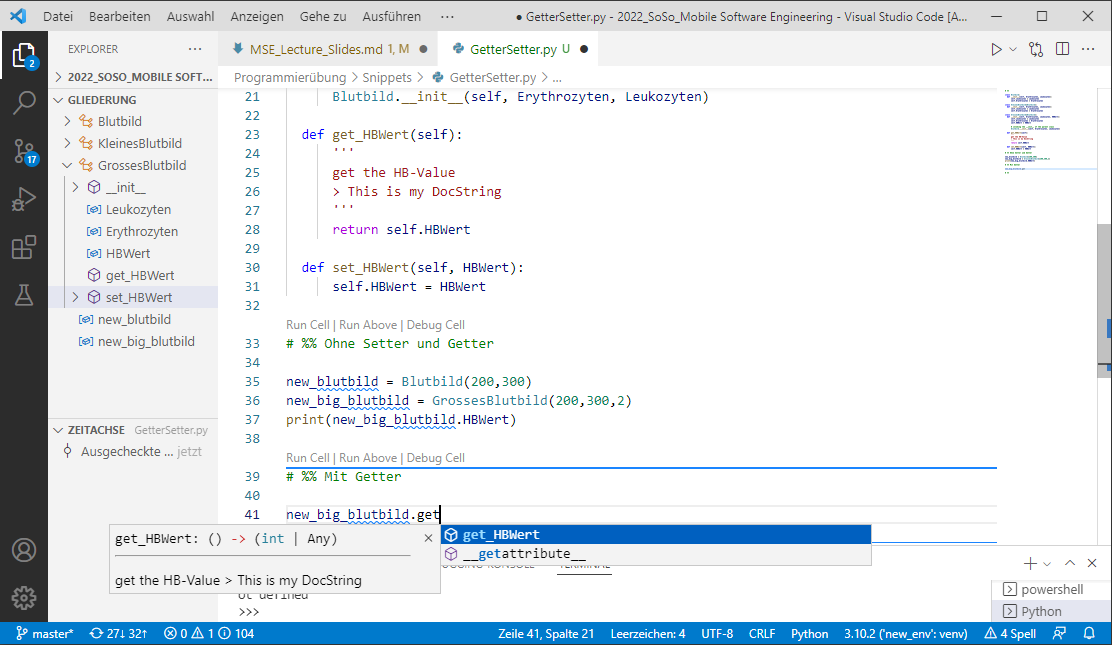 Datei Bearbeiten Auswahl Anzeigen Gehe zu Ausführen ··· ● GetterSetter.py - 2022_SoSo_Mobile Software Engineering - Visual Studio Code [A...
EXPLORER ···
MSE_Lecture_Slides.md 1, M ●
GetterSetter.py U ●
2022_SOSO_MOBILE SOFT...
Programmierübung > Snippets > GetterSetter.py > ...
GLIEDERUNG
Blutbild
KleinesBlutbild
GrossesBlutbild
__init__
Leukozyten
Erythrozyten
HBWert
get_HBWert
set_HBWert
new_blutbild
new_big_blutbild
ZEITACHSE GetterSetter.py
Ausgecheckte ... jetzt
2
17
21 Blutbild.__init__(self, Erythrozyten, Leukozyten)
22
23 def get_HBWert(self):
24 '''
25 get the HB-Value
26 > This is my DocString
27 '''
28 return self.HBWert
29
30 def set_HBWert(self, HBWert):
31 self.HBWert = HBWert
32
Run Cell | Run Above | Debug Cell
33 # %% Ohne Setter und Getter
34
35 new_blutbild = Blutbild(200,300)
36 new_big_blutbild = GrossesBlutbild(200,300,2)
37 print(new_big_blutbild.HBWert)
38
Run Cell | Run Above | Debug Cell
39 # %% Mit Getter
40
41 new_big_blutbild.get
get_HBWert: () -> (int | Any)
get the HB-Value > This is my DocString
get_HBWert
__getattribute__
TERMINAL
ot defined
>>>
powershell
Python
master* 27↓ 32↑ 0 1 104 Zeile 41, Spalte 21 Leerzeichen: 4 UTF-8 CRLF Python 3.10.2 ('new_env': venv) 4 Spell